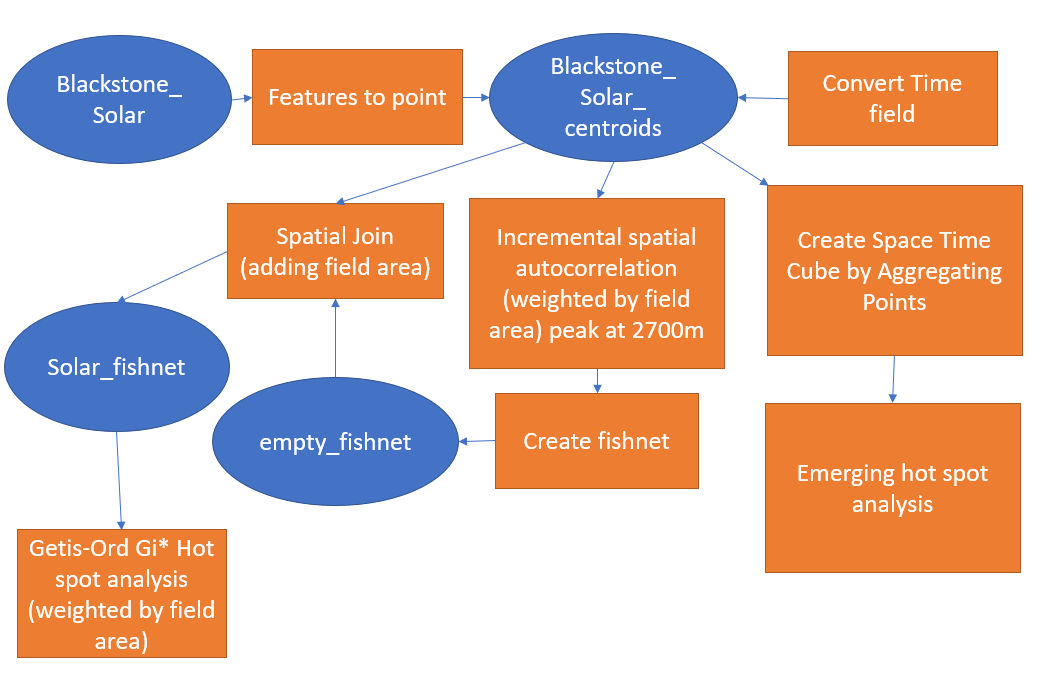 Blackstone_
Solar
Features to point
Blackstone_
Solar_
centroids
Convert Time
field
Spatial Join
(adding field area)
Incremental spatial
autocorrelation
(weighted by field
area) peak at 2700m
Create Space Time
Cube by Aggregating
Points
Solar_fishnet
empty_fishnet
Create fishnet
Emerging hot spot
analysis
Getis-Ord Gi* Hot
spot analysis
(weighted by field
area)